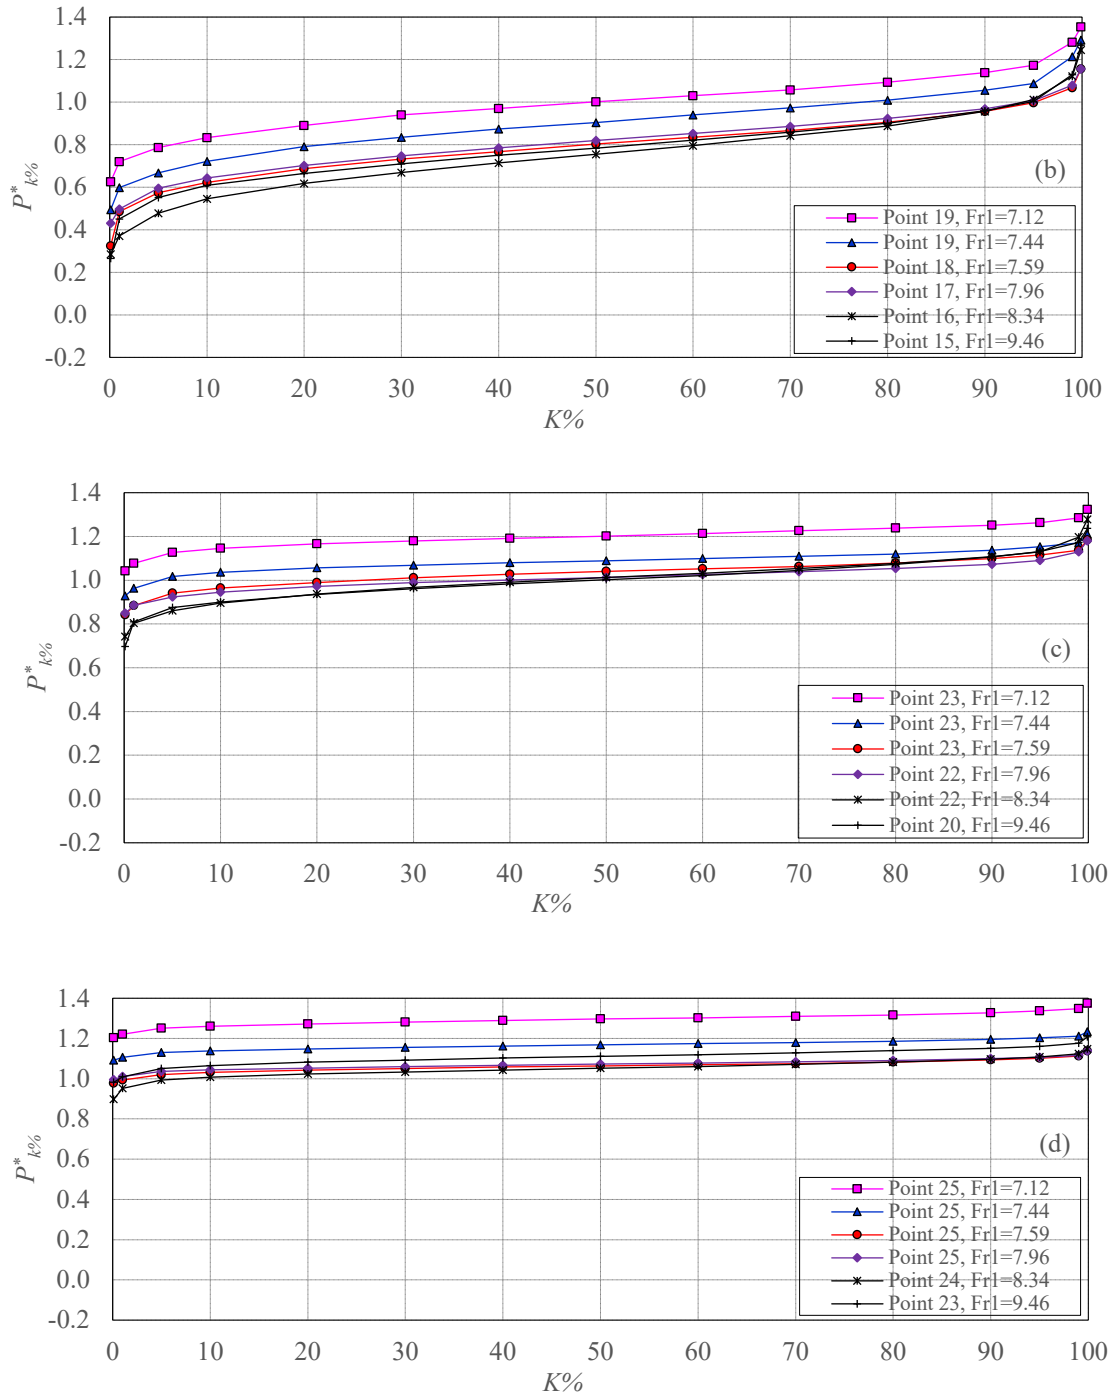 1.4
1.2
1.0
0.8
0.6
0.4
0.2
0.0
-0.2
P*k%
(b)
Point 19, Fr1=7.12
Point 19, Fr1=7.44
Point 18, Fr1=7.59
Point 17, Fr1=7.96
Point 16, Fr1=8.34
Point 15, Fr1=9.46
0 10 20 30 40 50 60 70 80 90 100
K%
1.4
1.2
1.0
0.8
0.6
0.4
0.2
0.0
-0.2
P*k%
(c)
Point 23, Fr1=7.12
Point 23, Fr1=7.44
Point 23, Fr1=7.59
Point 22, Fr1=7.96
Point 22, Fr1=8.34
Point 20, Fr1=9.46
0 10 20 30 40 50 60 70 80 90 100
K%
1.4
1.2
1.0
0.8
0.6
0.4
0.2
0.0
-0.2
P*k%
(d)
Point 25, Fr1=7.12
Point 25, Fr1=7.44
Point 25, Fr1=7.59
Point 25, Fr1=7.96
Point 24, Fr1=8.34
Point 23, Fr1=9.46
0 10 20 30 40 50 60 70 80 90 100
K%